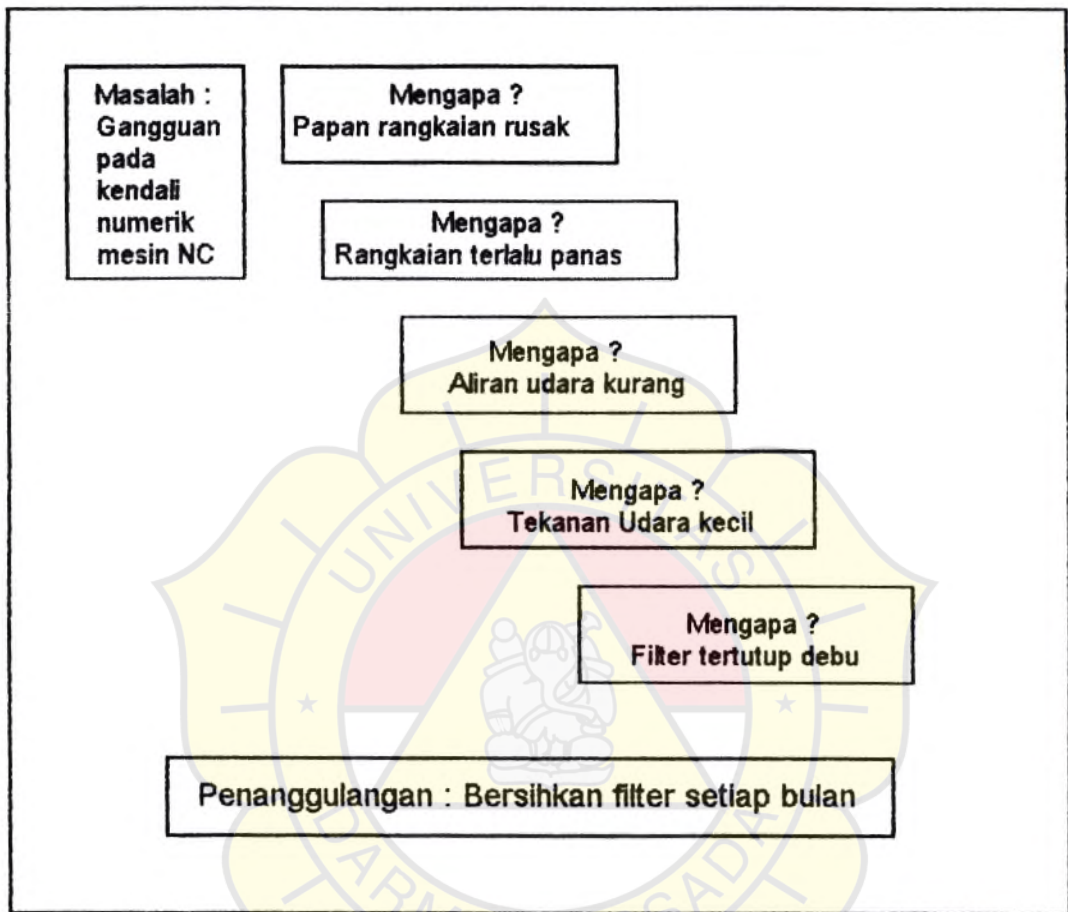 Masalah :
Gangguan
pada
kendali
numerik
mesin NC
Mengapa ?
Papan rangkaian rusak
Mengapa ?
Rangkaian terlalu panas
Mengapa ?
Aliran udara kurang
Mengapa ?
Tekanan Udara kecil
Mengapa ?
Filter tertutup debu
Penanggulangan : Bersihkan filter setiap bulan
UNIVERSITAS